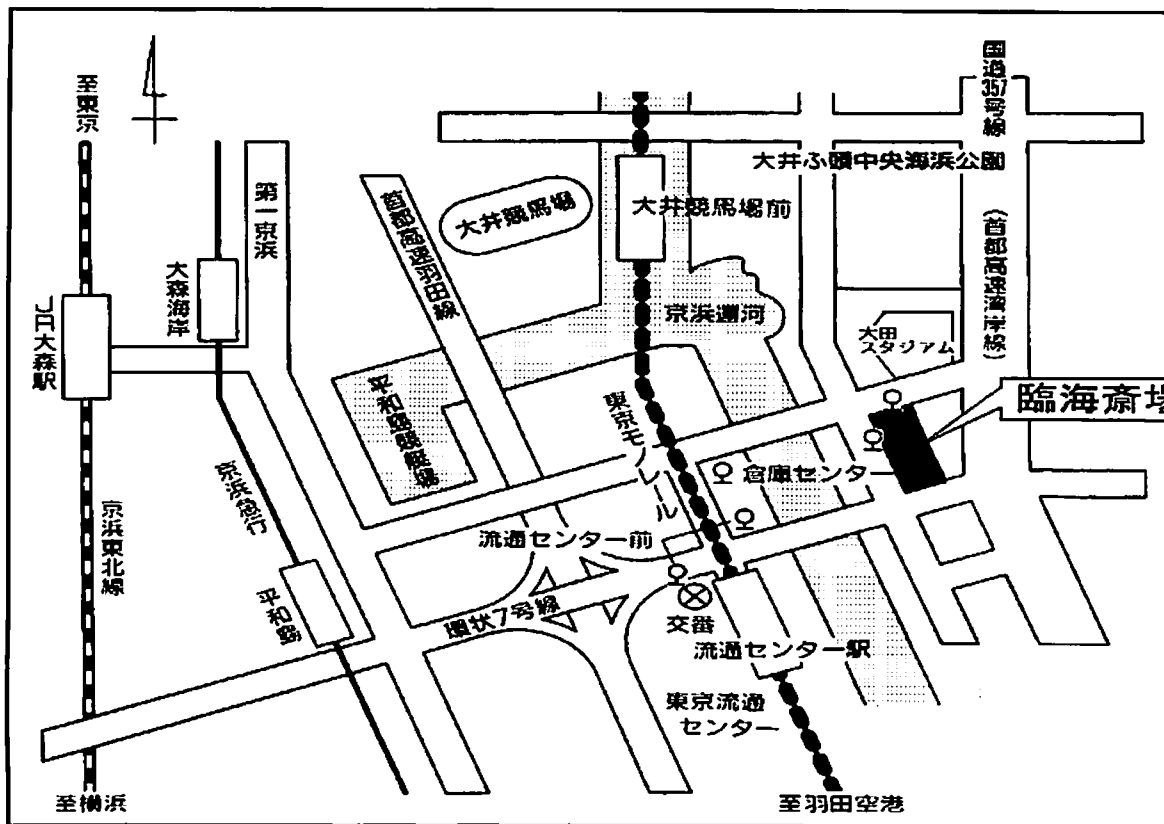 至東京
国道357号線
大井ふ頭中央海浜公園
第一京浜
首都高速羽田線
大井競馬場
大井競馬場前
(首都高速湾岸線)
大森海岸
JR大森駅
京浜運河
大田
スタジアム
平和島競艇場
東京モノレール
臨海斎場
倉庫センター
京浜急行
京浜東北線
流通センター前
平和島
環状7号線
交番
流通センター駅
東京流通
センター
至横浜
至羽田空港